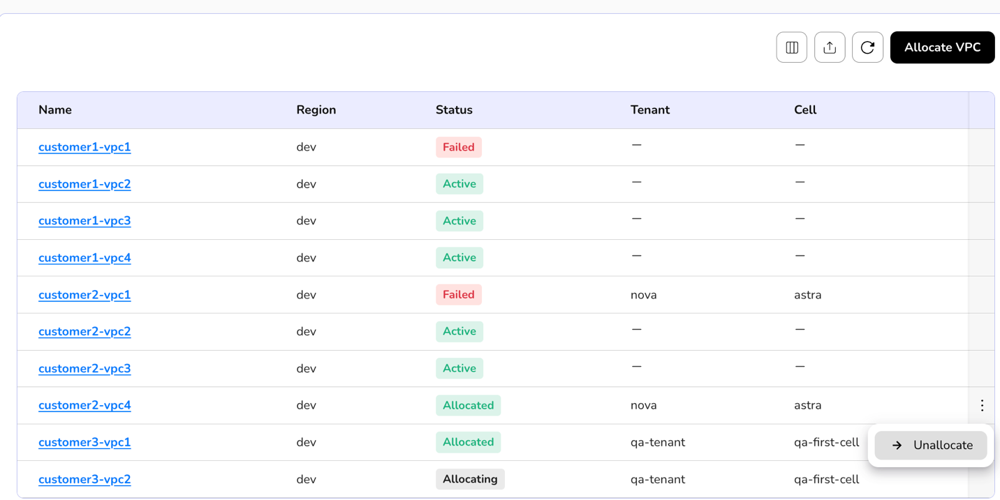 Allocate VPC
Name Region Status Tenant Cell
customer1-vpc1 dev Failed — —
customer1-vpc2 dev Active — —
customer1-vpc3 dev Active — —
customer1-vpc4 dev Active — —
customer2-vpc1 dev Failed nova astra
customer2-vpc2 dev Active — —
customer2-vpc3 dev Active — —
customer2-vpc4 dev Allocated nova astra
customer3-vpc1 dev Allocated qa-tenant qa-first-cell
Unallocate
customer3-vpc2 dev Allocating qa-tenant qa-first-cell